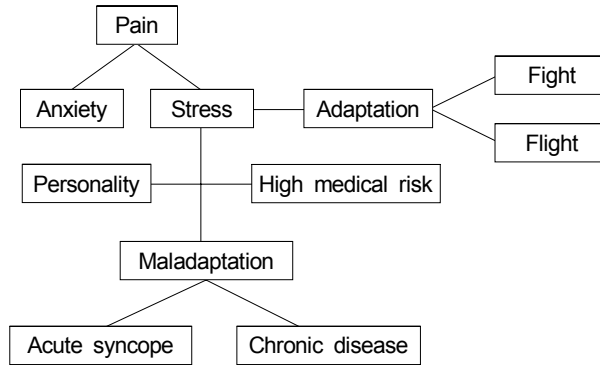 Pain
Fight
Anxiety
Stress
Adaptation
Flight
Personality
High medical risk
Maladaptation
Acute syncope
Chronic disease